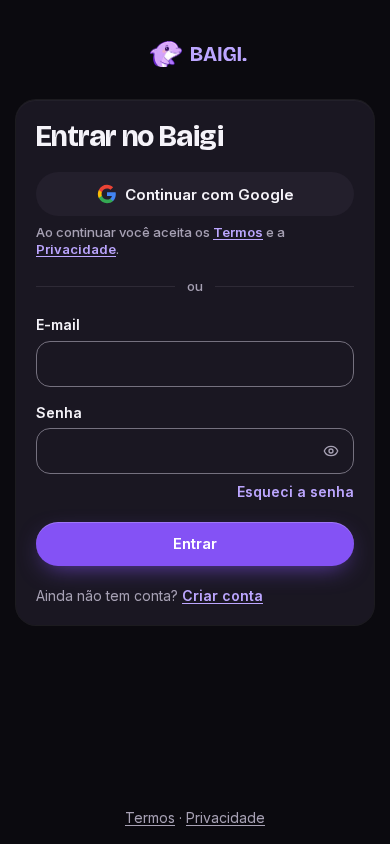 BAIGI.
Entrar no Baigi
Continuar com Google
Ao continuar você aceita os Termos e a
Privacidade.
ou
E-mail
Senha
Esqueci a senha
Entrar
Ainda não tem conta? Criar conta
Termos · Privacidade